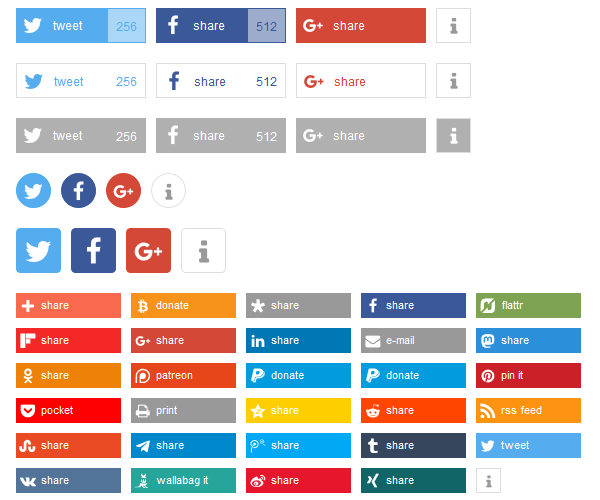 tweet 256 share 512 share
tweet 256 share 512 share
tweet 256 share 512 share
share donate share share flattr
share share share e-mail share
share patreon donate donate pin it
pocket print share share rss feed
share share share share tweet
share wallabag it share share